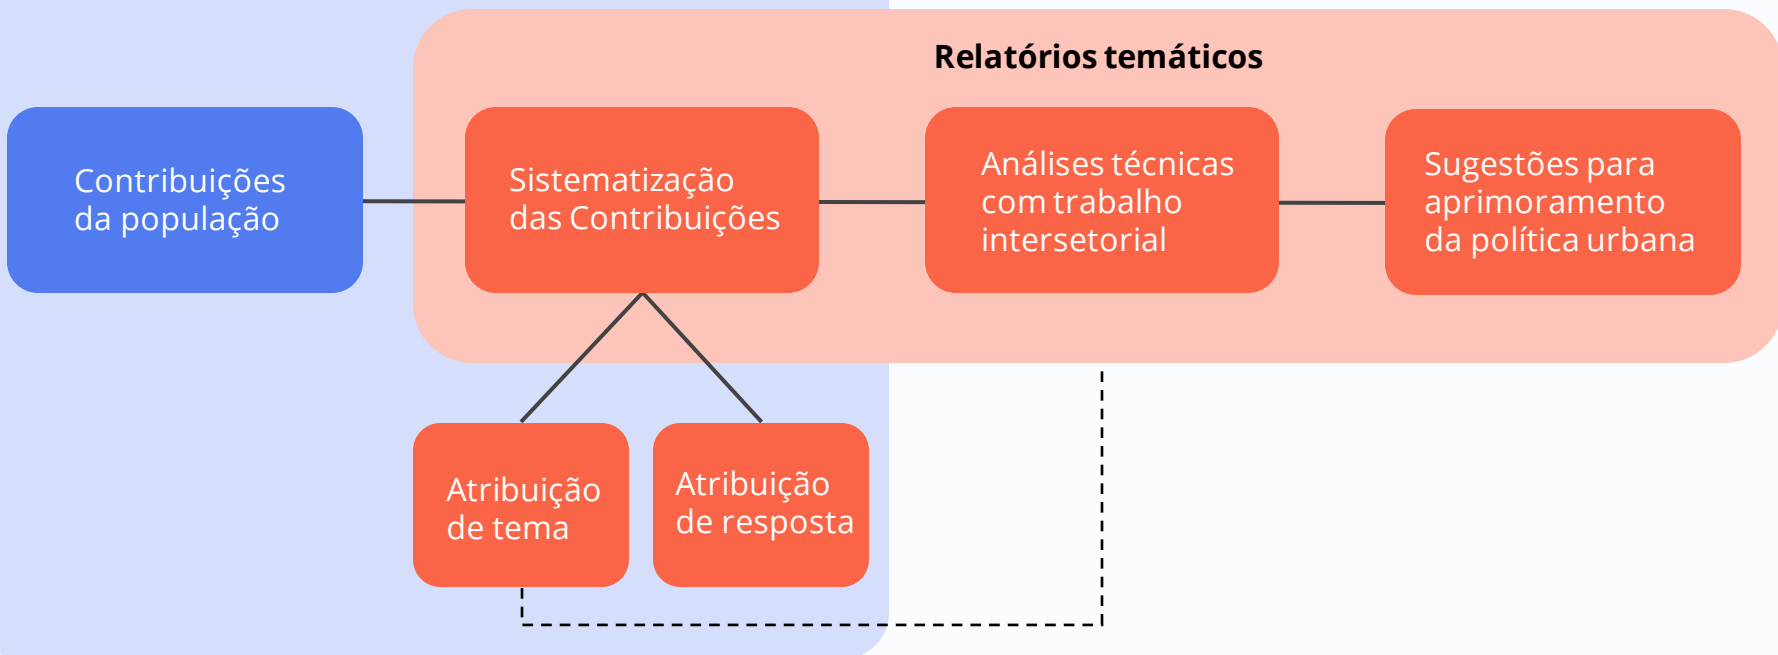 Relatórios temáticos
Contribuições
da população
Sistematização
das Contribuições
Análises técnicas
com trabalho
intersetorial
Sugestões para
aprimoramento
da política urbana
Atribuição
de tema
Atribuição
de resposta